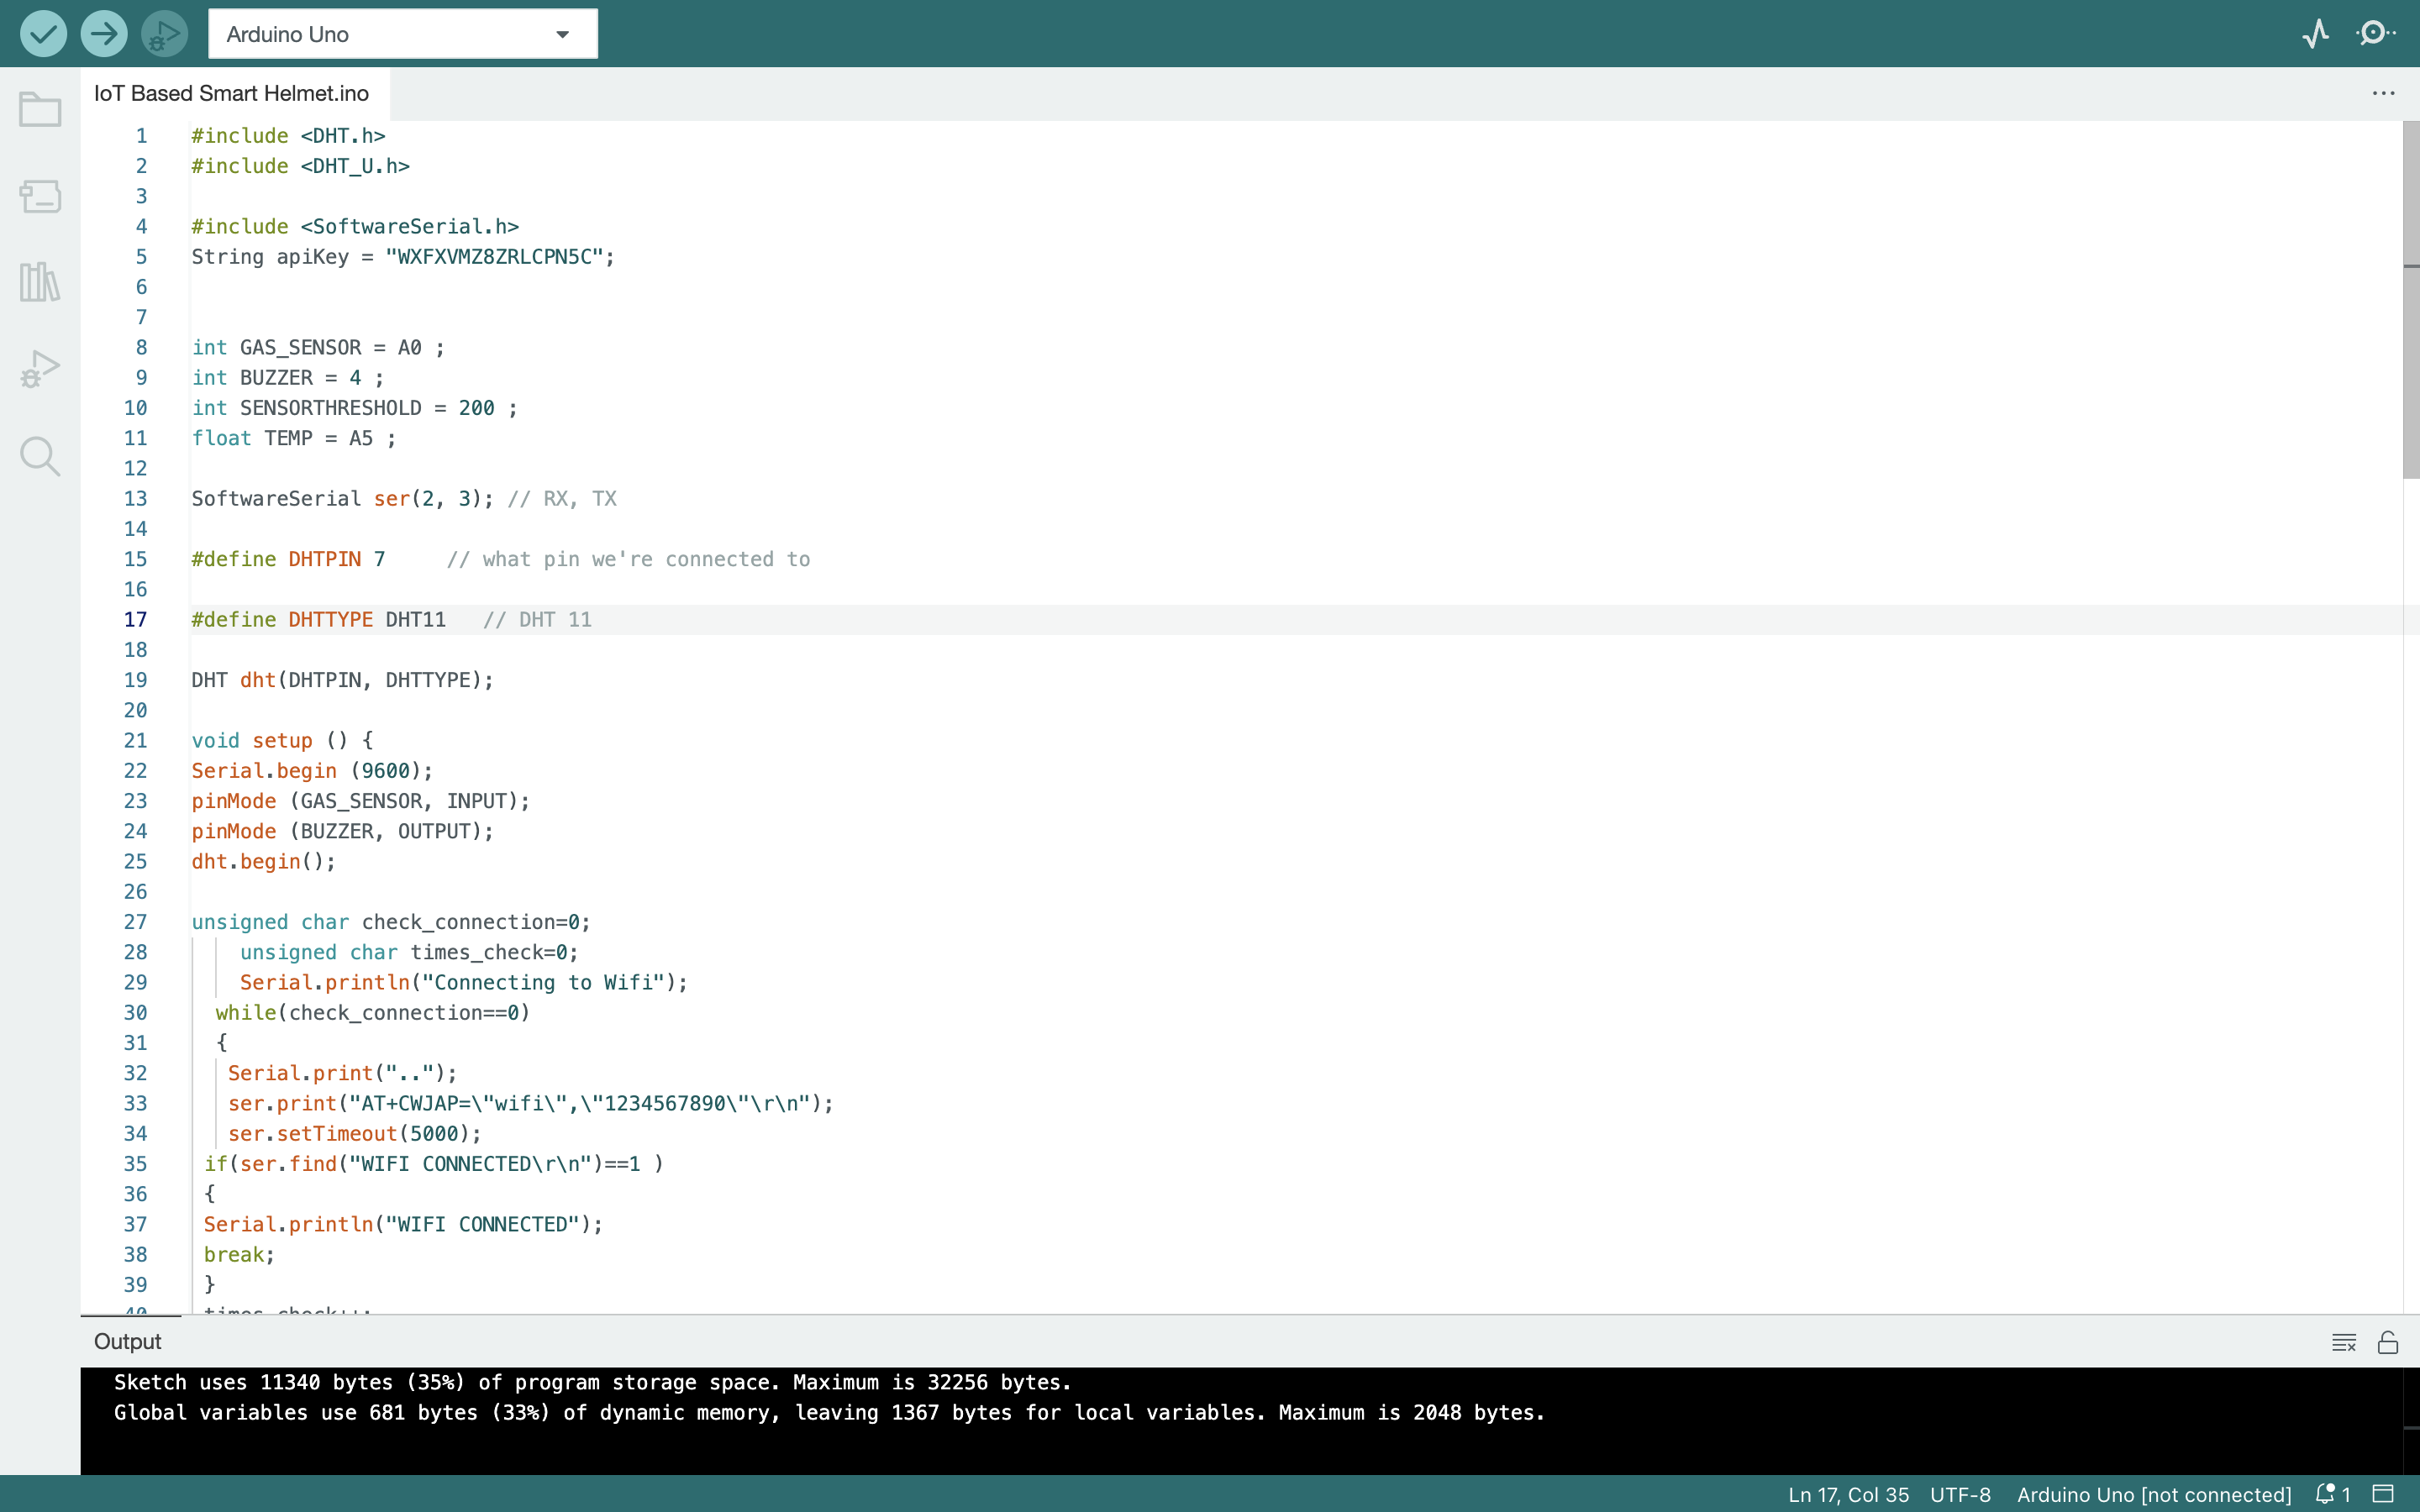 Arduino Uno
IoT Based Smart Helmet.ino
1 #include <DHT.h>
2 #include <DHT_U.h>
3
4 #include <SoftwareSerial.h>
5 String apiKey = "WXFXVMZ8ZRLCPN5C";
6
7
8 int GAS_SENSOR = A0 ;
9 int BUZZER = 4 ;
10 int SENSORTHRESHOLD = 200 ;
11 float TEMP = A5 ;
12
13 SoftwareSerial ser(2, 3); // RX, TX
14
15 #define DHTPIN 7     // what pin we're connected to
16
17 #define DHTTYPE DHT11   // DHT 11
18
19 DHT dht(DHTPIN, DHTTYPE);
20
21 void setup () {
22 Serial.begin (9600);
23 pinMode (GAS_SENSOR, INPUT);
24 pinMode (BUZZER, OUTPUT);
25 dht.begin();
26
27 unsigned char check_connection=0;
28     unsigned char times_check=0;
29     Serial.println("Connecting to Wifi");
30   while(check_connection==0)
31   {
32    Serial.print("..");
33    ser.print("AT+CWJAP=\"wifi\",\"1234567890\"\r\n");
34    ser.setTimeout(5000);
35  if(ser.find("WIFI CONNECTED\r\n")==1 )
36  {
37  Serial.println("WIFI CONNECTED");
38  break;
39  }
40  times_check++;
Output
Sketch uses 11340 bytes (35%) of program storage space. Maximum is 32256 bytes.
Global variables use 681 bytes (33%) of dynamic memory, leaving 1367 bytes for local variables. Maximum is 2048 bytes.
Ln 17, Col 35 UTF-8 Arduino Uno [not connected] 1